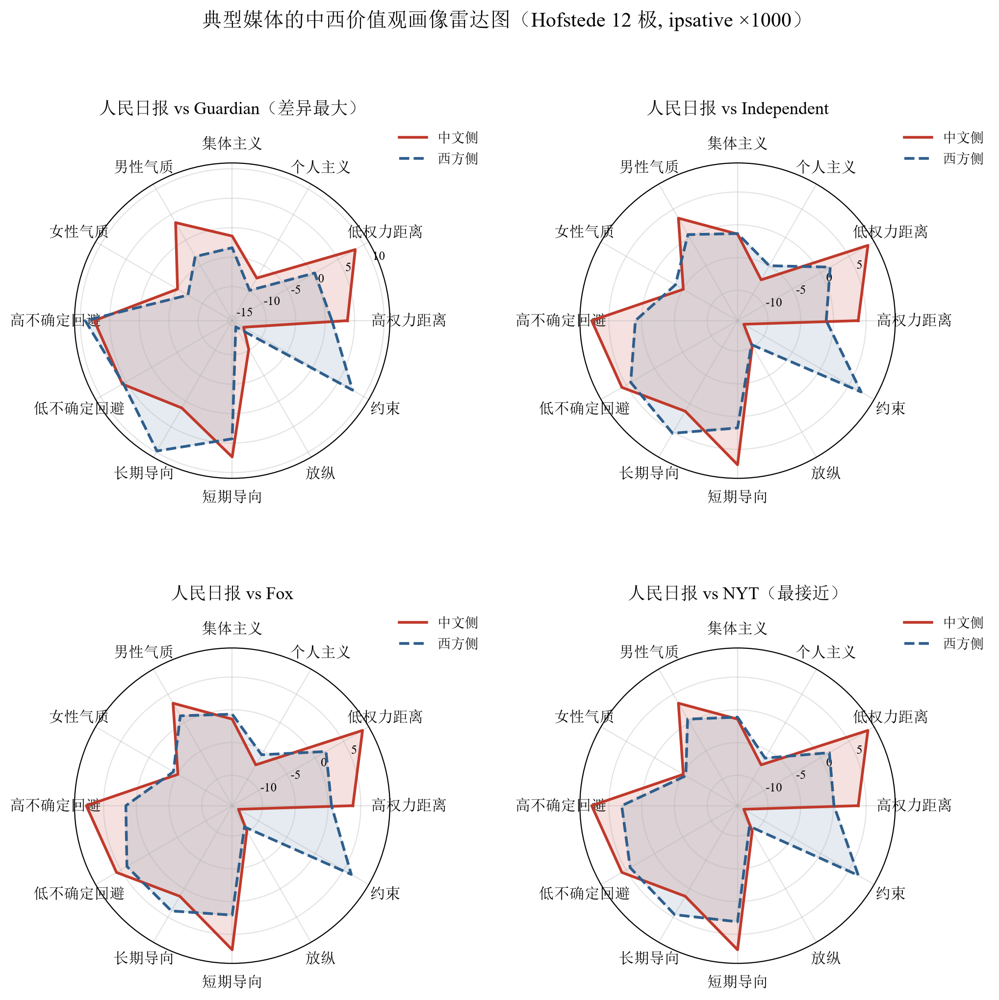 典型媒体的中西价值观画像雷达图（Hofstede 12 极, ipsative ×1000）
人民日报 vs Guardian（差异最大）
中文侧
西方侧
集体主义
男性气质
个人主义
女性气质
低权力距离
10
5
0
-5
-10
-15
高不确定回避
高权力距离
低不确定回避
约束
长期导向
放纵
短期导向
人民日报 vs Independent
中文侧
西方侧
集体主义
男性气质
个人主义
女性气质
低权力距离
5
0
-5
-10
高不确定回避
高权力距离
低不确定回避
约束
长期导向
放纵
短期导向
人民日报 vs Fox
中文侧
西方侧
集体主义
男性气质
个人主义
女性气质
低权力距离
5
0
-5
-10
高不确定回避
高权力距离
低不确定回避
约束
长期导向
放纵
短期导向
人民日报 vs NYT（最接近）
中文侧
西方侧
集体主义
男性气质
个人主义
女性气质
低权力距离
5
0
-5
-10
高不确定回避
高权力距离
低不确定回避
约束
长期导向
放纵
短期导向